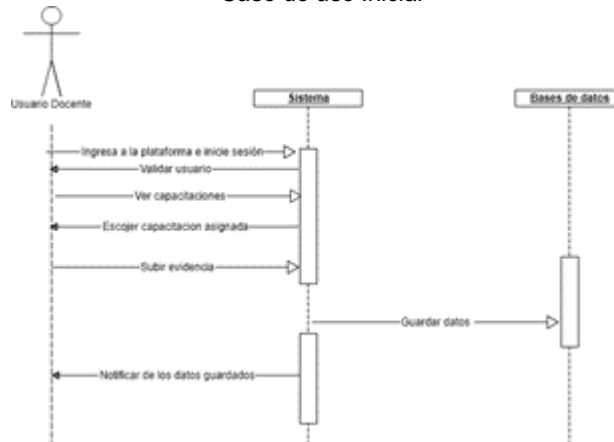 Caso de uso inicial
Usuario Docente
Sistema
Bases de datos
Ingresa a la plataforma e inicie sesión
Validar usuario
Ver capacitaciones
Escojer capacitacion asignada
Subir evidencia
Guardar datos
Notificar de los datos guardados